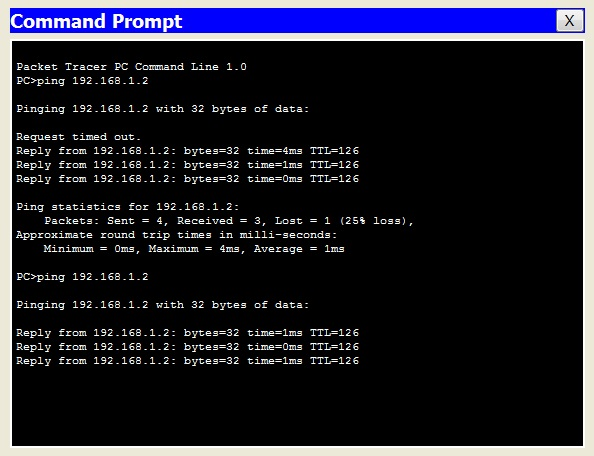 Command Prompt X
Packet Tracer PC Command Line 1.0
PC>ping 192.168.1.2
Pinging 192.168.1.2 with 32 bytes of data:
Request timed out.
Reply from 192.168.1.2: bytes=32 time=4ms TTL=126
Reply from 192.168.1.2: bytes=32 time=1ms TTL=126
Reply from 192.168.1.2: bytes=32 time=0ms TTL=126
Ping statistics for 192.168.1.2:
Packets: Sent = 4, Received = 3, Lost = 1 (25% loss),
Approximate round trip times in milli-seconds:
Minimum = 0ms, Maximum = 4ms, Average = 1ms
PC>ping 192.168.1.2
Pinging 192.168.1.2 with 32 bytes of data:
Reply from 192.168.1.2: bytes=32 time=1ms TTL=126
Reply from 192.168.1.2: bytes=32 time=0ms TTL=126
Reply from 192.168.1.2: bytes=32 time=1ms TTL=126